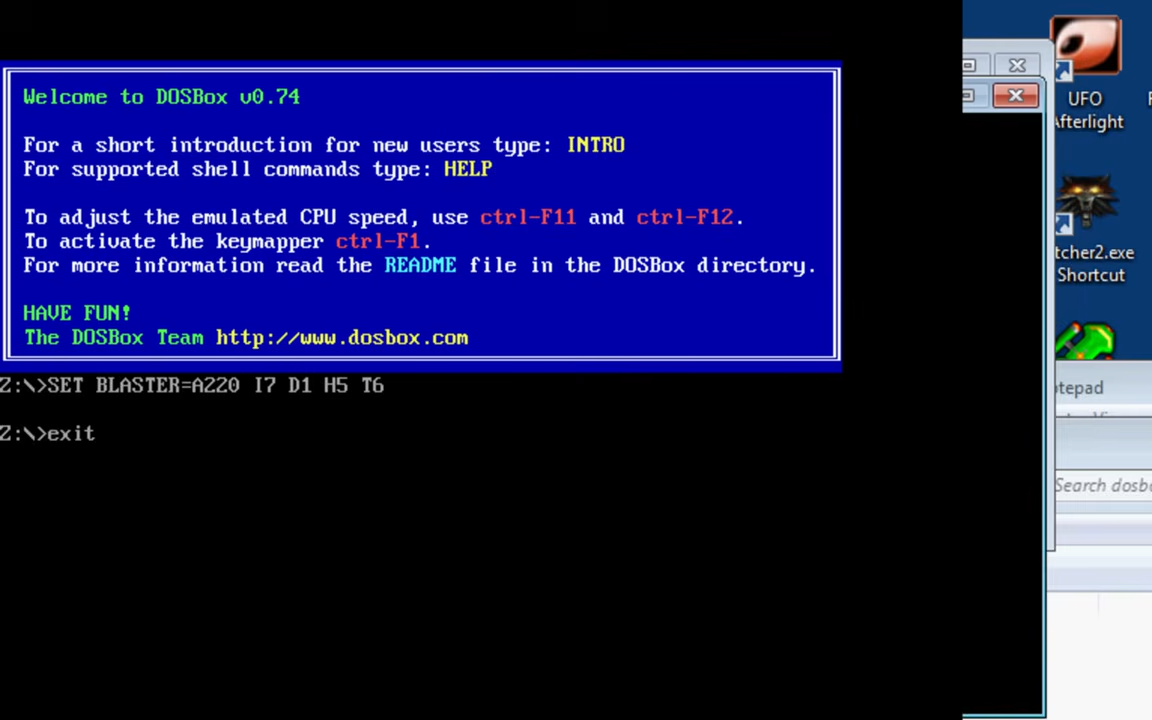 Welcome to DOSBox v0.74
For a short introduction for new users type: INTRO
For supported shell commands type: HELP
To adjust the emulated CPU speed, use ctrl-F11 and ctrl-F12.
To activate the keymapper ctrl-F1.
For more information read the README file in the DOSBox directory.
HAVE FUN!
The DOSBox Team http://www.dosbox.com
Z:\>SET BLASTER=A220 I7 D1 H5 T6
Z:\>exit
UFO
Afterlight
tcher2.exe
Shortcut
tepad
Search dosb